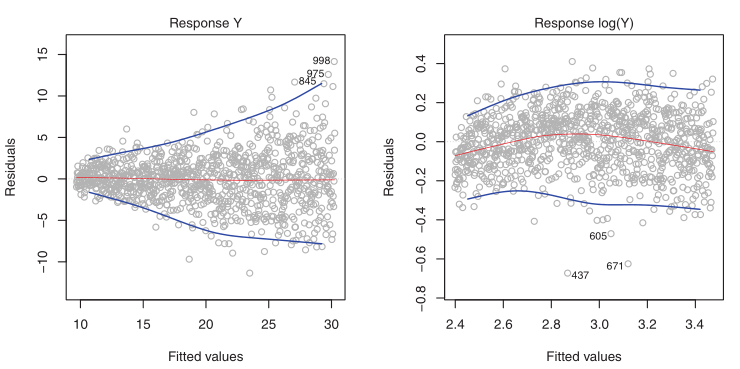 Response Y
Residuals
15
10
5
0
−5
−10
998
975
845
10 15 20 25 30
Fitted values
Response log(Y)
Residuals
0.4
0.2
0.0
−0.2
−0.4
−0.6
−0.8
605
671
437
2.4 2.6 2.8 3.0 3.2 3.4
Fitted values